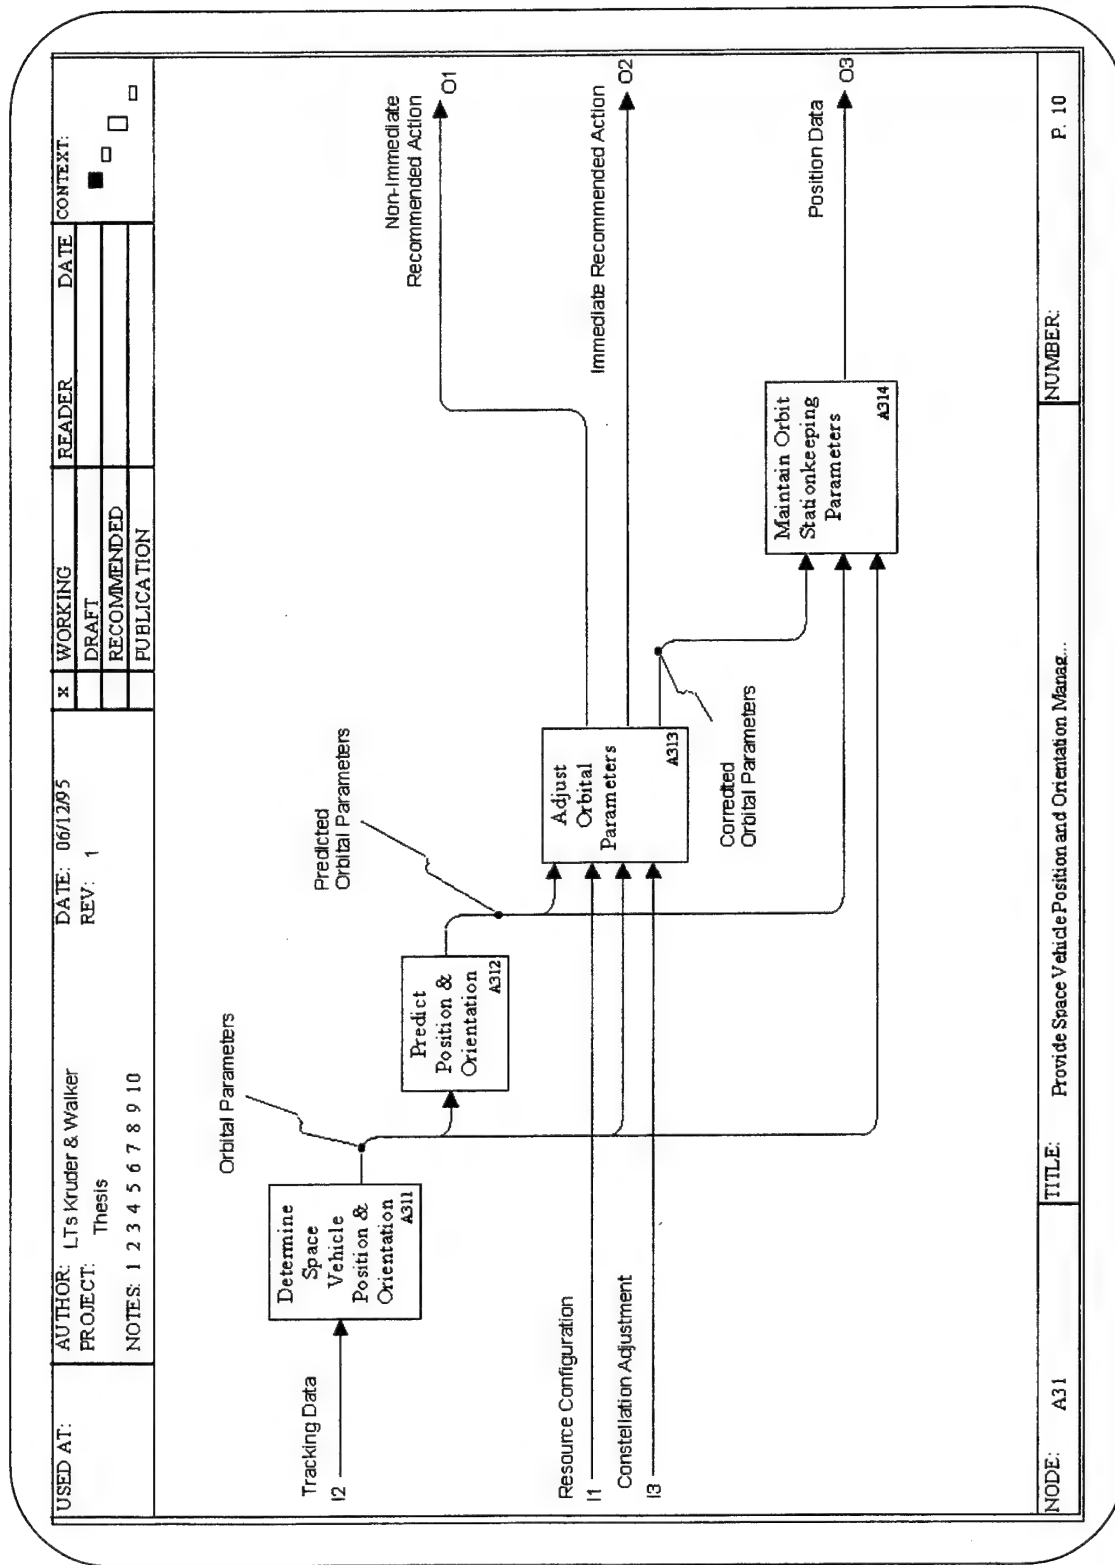 USED AT:
AUTHOR: LTs Kruder & Walker
PROJECT: Thesis
NOTES: 1 2 3 4 5 6 7 8 9 10
DATE: 06/12/95
REV: 1
x WORKING
DRAFT
RECOMMENDED
PUBLICATION
READER DATE
CONTEXT:
Tracking Data
I2
Determine
Space
Vehicle
Position &
Orientation
A311
Orbital Parameters
Predict
Position &
Orientation
A312
Predicted
Orbital Parameters
Resource Configuration
I1
Constellation Adjustment
I3
Adjust
Orbital
Parameters
A313
Corredted
Orbital Parameters
Non-Immediate
Recommended Action
O1
Immediate Recommended Action
O2
Maintain Orbit
Stationkeeping
Parameters
A314
Position Data
O3
NODE: A31
TITLE: Provide Space Vehicle Position and Orientation Manag...
NUMBER: P. 10